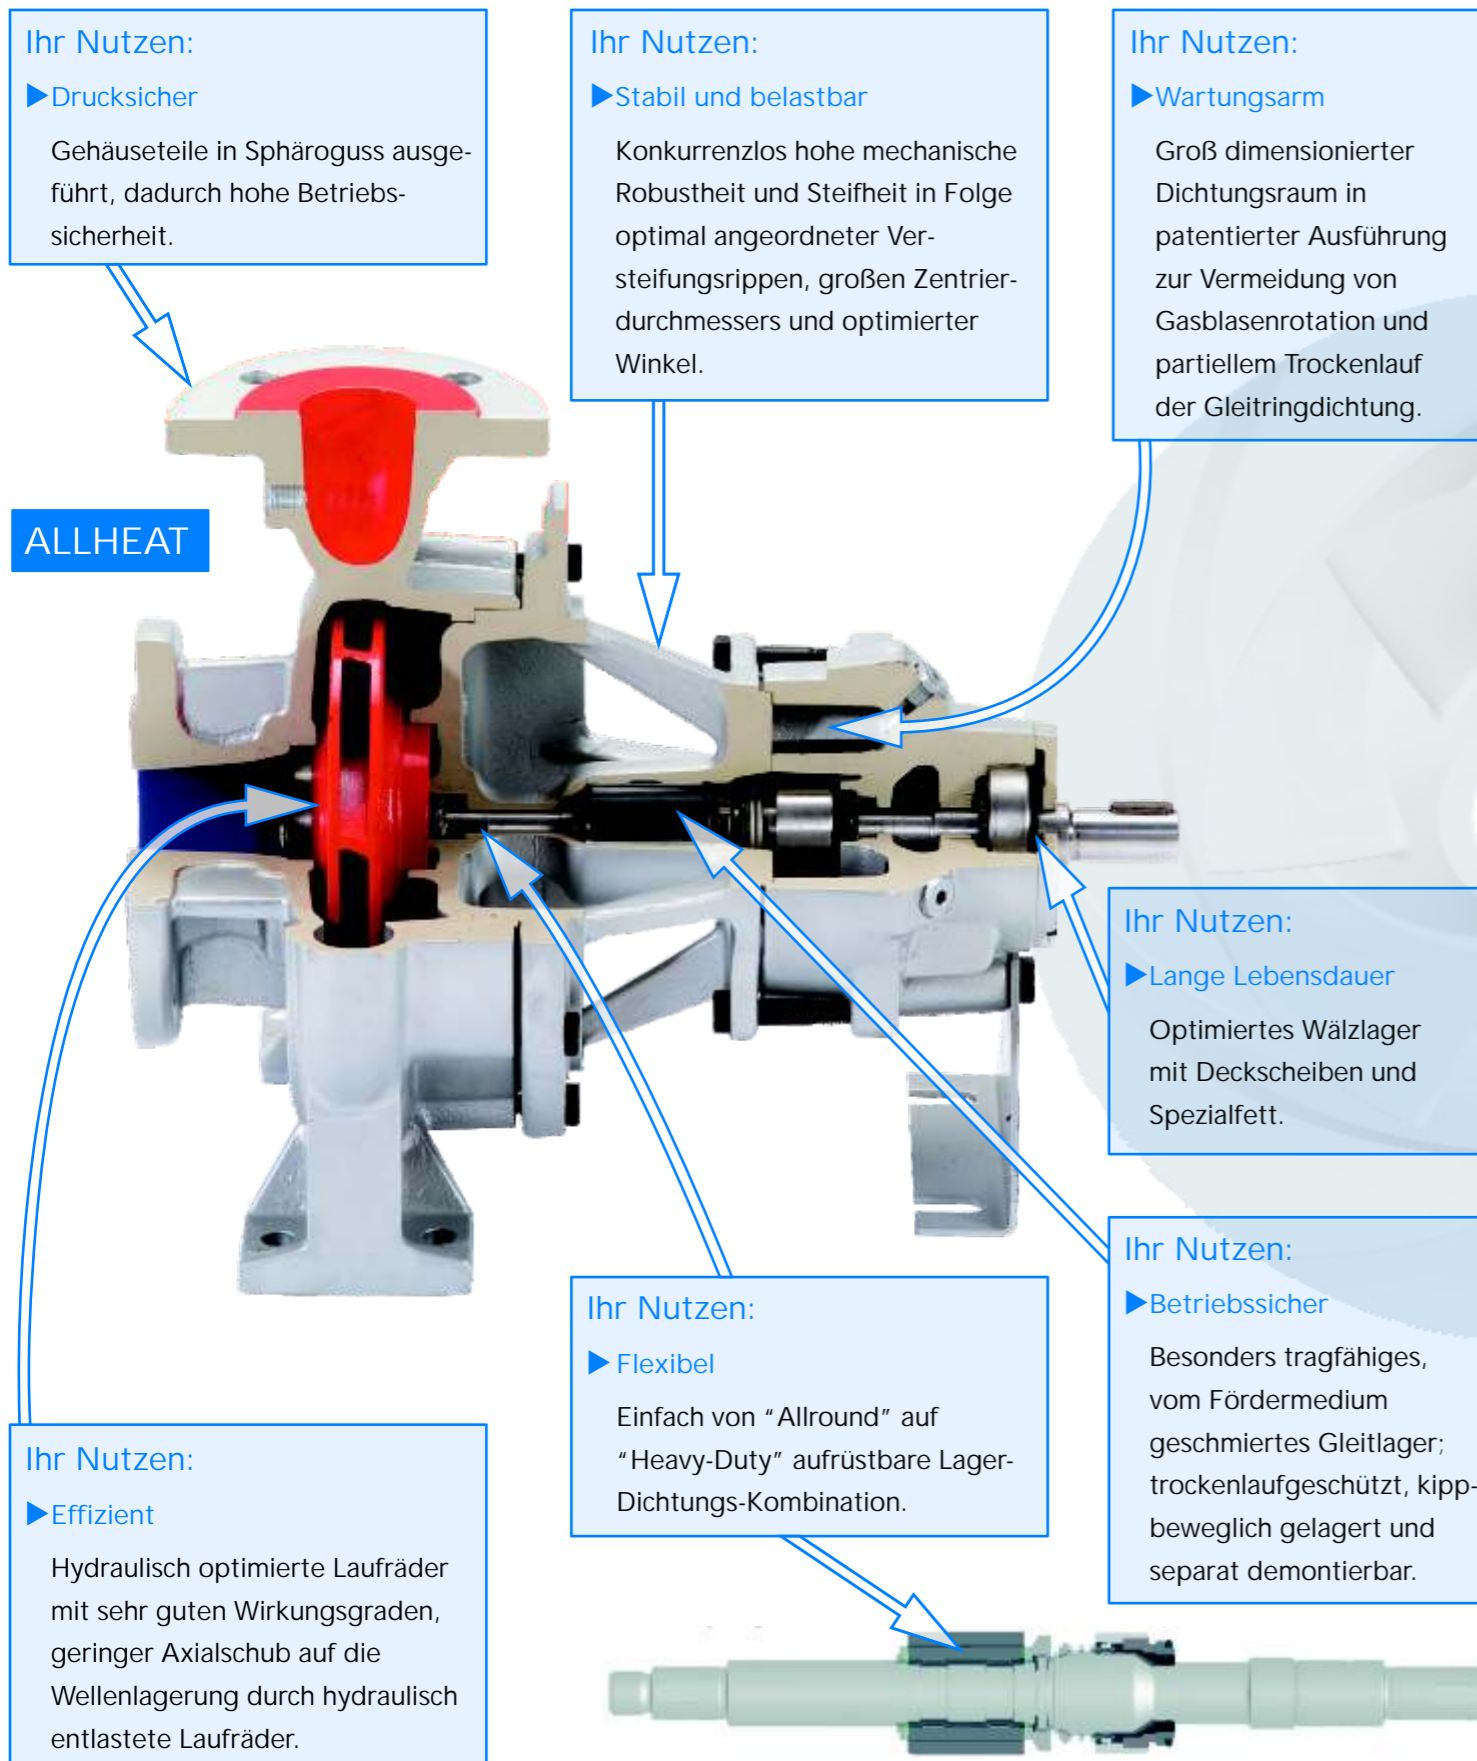 Ihr Nutzen:
▶Drucksicher
Gehäuseteile in Sphäroguss ausge-
führt, dadurch hohe Betriebs-
sicherheit.
Ihr Nutzen:
▶Stabil und belastbar
Konkurrenzlos hohe mechanische
Robustheit und Steifheit in Folge
optimal angeordneter Ver-
steifungsrippen, großen Zentrier-
durchmessers und optimierter
Winkel.
Ihr Nutzen:
▶Wartungsarm
Groß dimensionierter
Dichtungsraum in
patentierter Ausführung
zur Vermeidung von
Gasblasenrotation und
partiellem Trockenlauf
der Gleitringdichtung.
ALLHEAT
Ihr Nutzen:
▶Lange Lebensdauer
Optimiertes Wälzlager
mit Deckscheiben und
Spezialfett.
Ihr Nutzen:
▶Betriebssicher
Besonders tragfähiges,
vom Fördermedium
geschmiertes Gleitlager;
trockenlaufgeschützt, kipp-
beweglich gelagert und
separat demontierbar.
Ihr Nutzen:
▶ Flexibel
Einfach von “Allround” auf
“Heavy-Duty” aufrüstbare Lager-
Dichtungs-Kombination.
Ihr Nutzen:
▶Effizient
Hydraulisch optimierte Laufräder
mit sehr guten Wirkungsgraden,
geringer Axialschub auf die
Wellenlagerung durch hydraulisch
entlastete Laufräder.